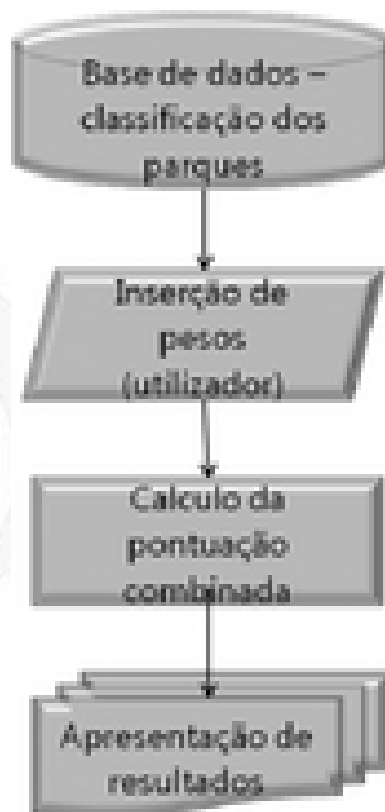 Base de dados –
classificação dos
parques
Inserção de
pesos
(utilizador)
Calculo da
pontuação
combinada
Apresentação de
resultados